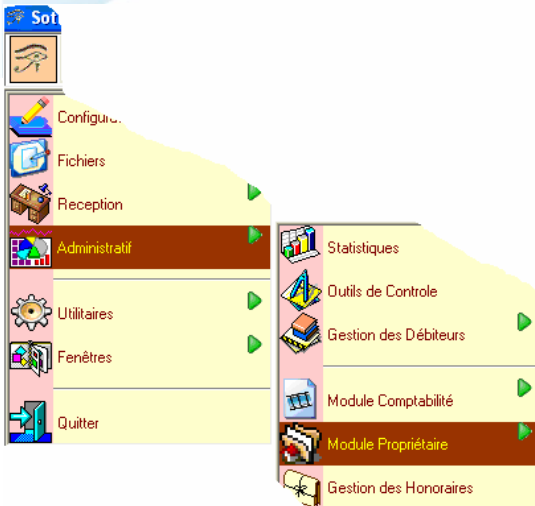 Sot
Configur
Fichiers
Reception
Administratif
Utilitaires
Fenêtres
Quitter
Statistiques
Outils de Controle
Gestion des Débiteurs
Module Comptabilité
Module Propriétaire
Gestion des Honoraires